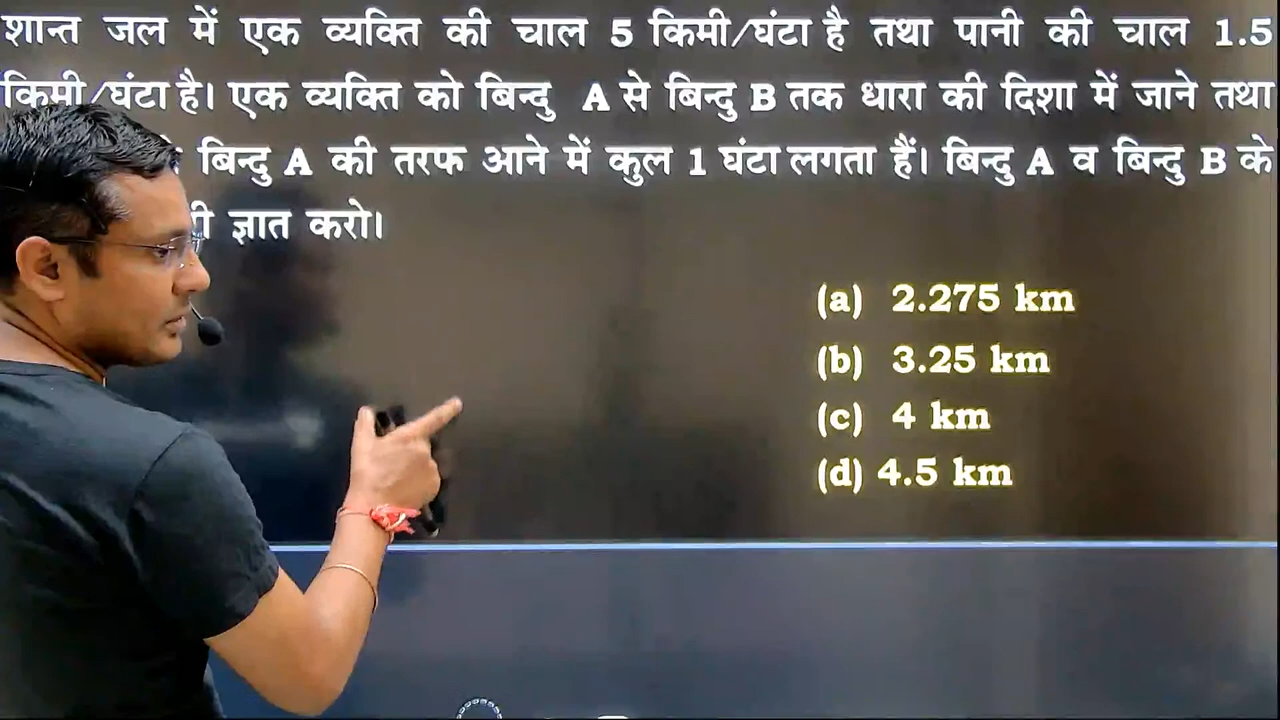 शान्त जल में एक व्यक्ति की चाल 5 किमी/घंटा है तथा पानी की चाल 1.5
किमी/घंटा है। एक व्यक्ति को बिन्दु A से बिन्दु B तक धारा की दिशा में जाने तथा
बिन्दु A की तरफ आने में कुल 1 घंटा लगता हैं। बिन्दु A व बिन्दु B के
ज्ञात करो।
(a) 2.275 km
(b) 3.25 km
(c) 4 km
(d) 4.5 km